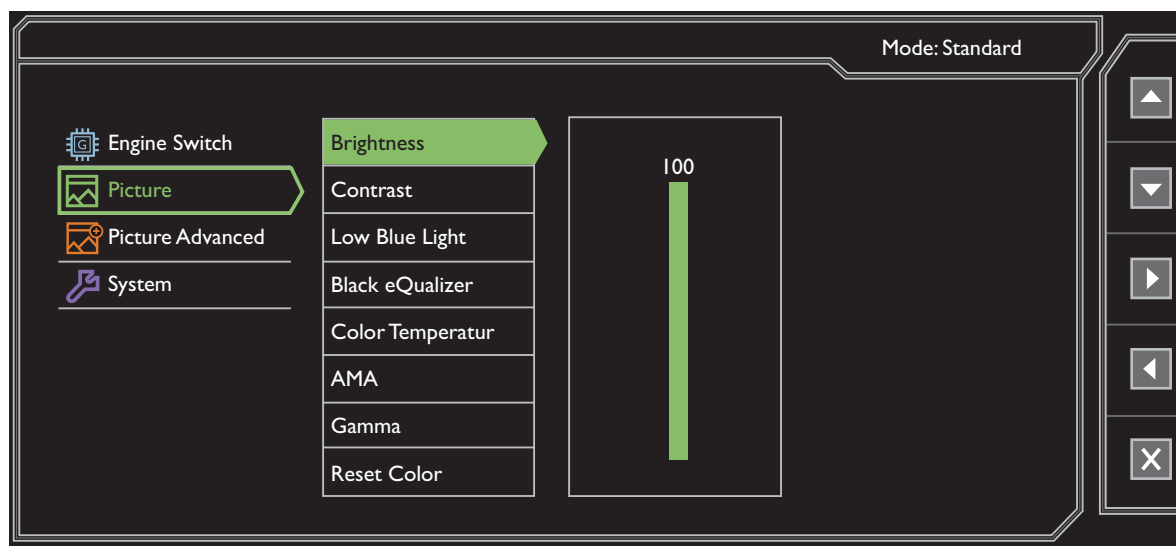 Mode: Standard
G
Engine Switch
Picture
Picture Advanced
System
Brightness
Contrast
Low Blue Light
Black eQualizer
Color Temperatur
AMA
Gamma
Reset Color
100